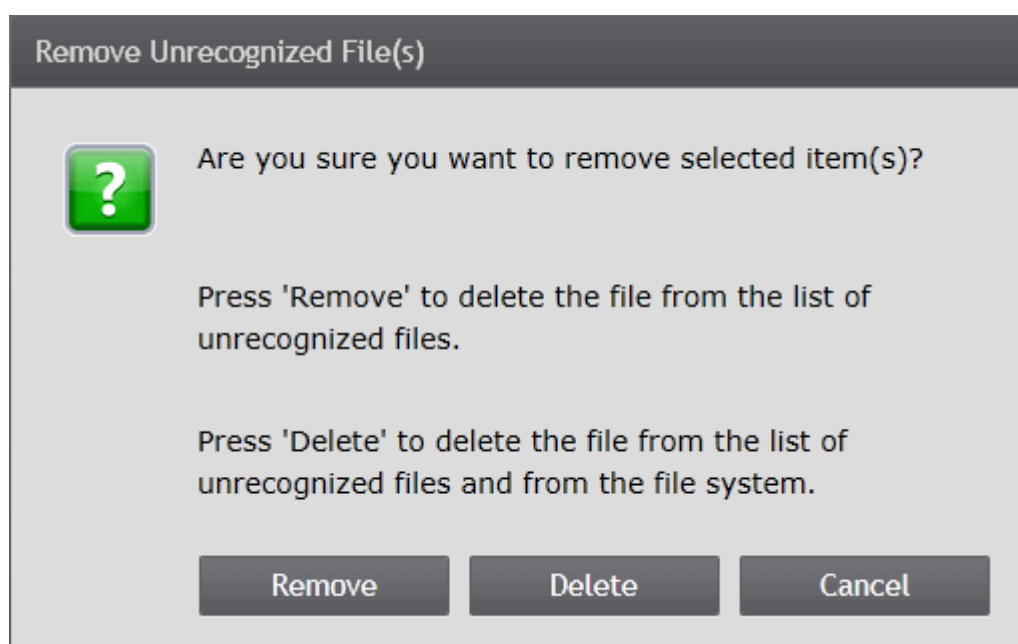 Remove Unrecognized File(s)
?
Are you sure you want to remove selected item(s)?
Press 'Remove' to delete the file from the list of
unrecognized files.
Press 'Delete' to delete the file from the list of
unrecognized files and from the file system.
Remove Delete Cancel